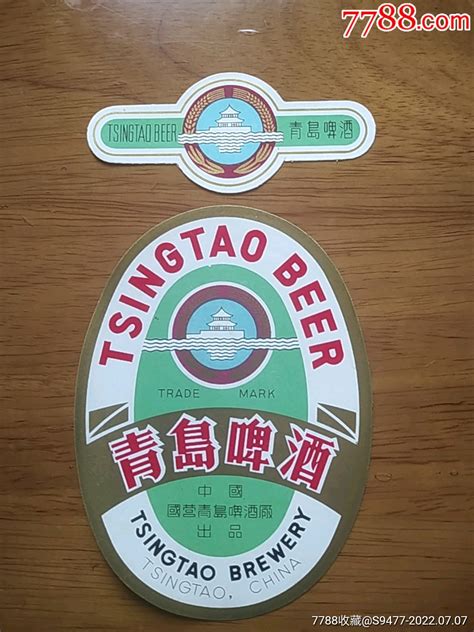 7788.com
TSINGTAO BEER
青島啤酒
TSINGTAO BEER
TRADE MARK
青島啤酒
中國
國营青島啤酒廠
出品
TSINGTAO BREWERY
TSINGTAO, CHINA
7788收藏@S9477-2022.07.07